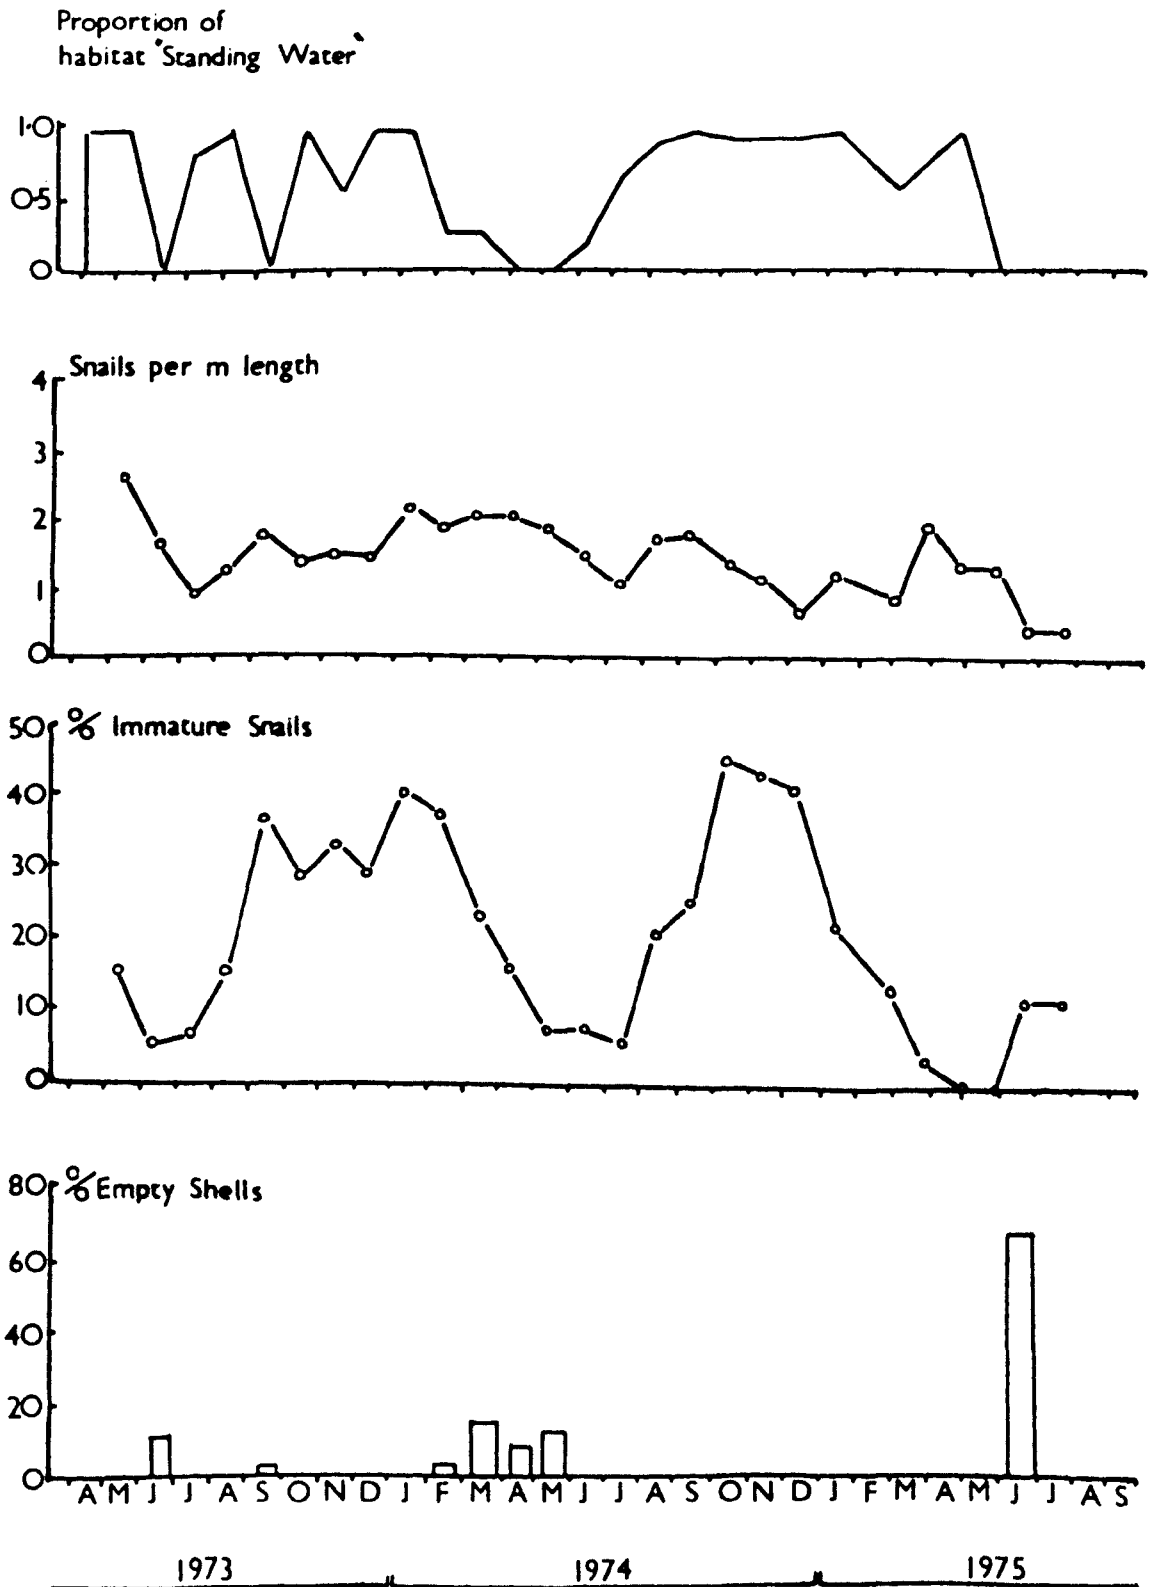 Proportion of
habitat "Standing Water"
1·0
0·5
0
Snails per m length
4
3
2
1
0
% Immature Snails
50
40
30
20
10
0
% Empty Shells
80
60
40
20
0
A M J J A S O N D J F M A M J J A S O N D J F M A M J J A S
1973 1974 1975